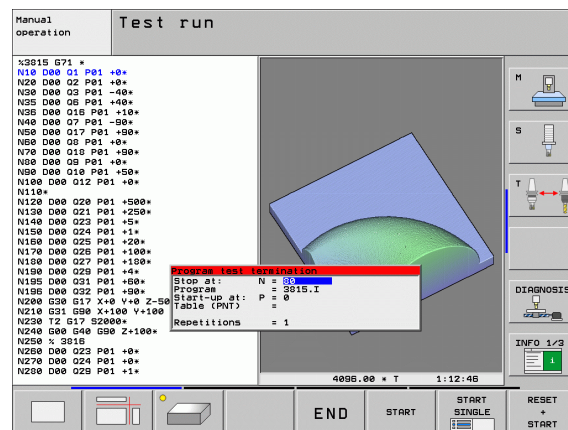 Manual
operation
Test run
%3815 G71 *
N10 D00 Q1 P01 +0*
N20 D00 Q2 P01 +0*
N30 D00 Q3 P01 -40*
N35 D00 Q6 P01 +40*
N36 D00 Q16 P01 +10*
N40 D00 Q7 P01 -90*
N50 D00 Q17 P01 +90*
N60 D00 Q8 P01 +0*
N70 D00 Q18 P01 +90*
N80 D00 Q9 P01 +0*
N90 D00 Q10 P01 +50*
N100 D00 Q12 P01 +0*
N110*
N120 D00 Q20 P01 +500*
N130 D00 Q21 P01 +250*
N140 D00 Q23 P01 +5*
N150 D00 Q24 P01 +1*
N160 D00 Q25 P01 +20*
N170 D00 Q26 P01 +100*
N180 D00 Q27 P01 +180*
N190 D00 Q29 P01 +4*
N195 D00 Q31 P01 +60*
N196 D00 Q32 P01 +90*
N200 G30 G17 X+0 Y+0 Z-50
N210 G31 G90 X+100 Y+100
N230 T2 G17 S2000*
N240 G00 G40 G90 Z+100*
N250 % 3816
N260 D00 Q23 P01 +0*
N270 D00 Q24 P01 +0*
N280 D00 Q29 P01 +1*
Program test termination
Stop at: N = 80
Program = 3815.I
Start-up at: P = 0
Table (PNT) =
Repetitions = 1
4096.00 * T 1:12:46
M
S
T
DIAGNOSIS
INFO 1/3
1
END
START
START
SINGLE
RESET
+
START